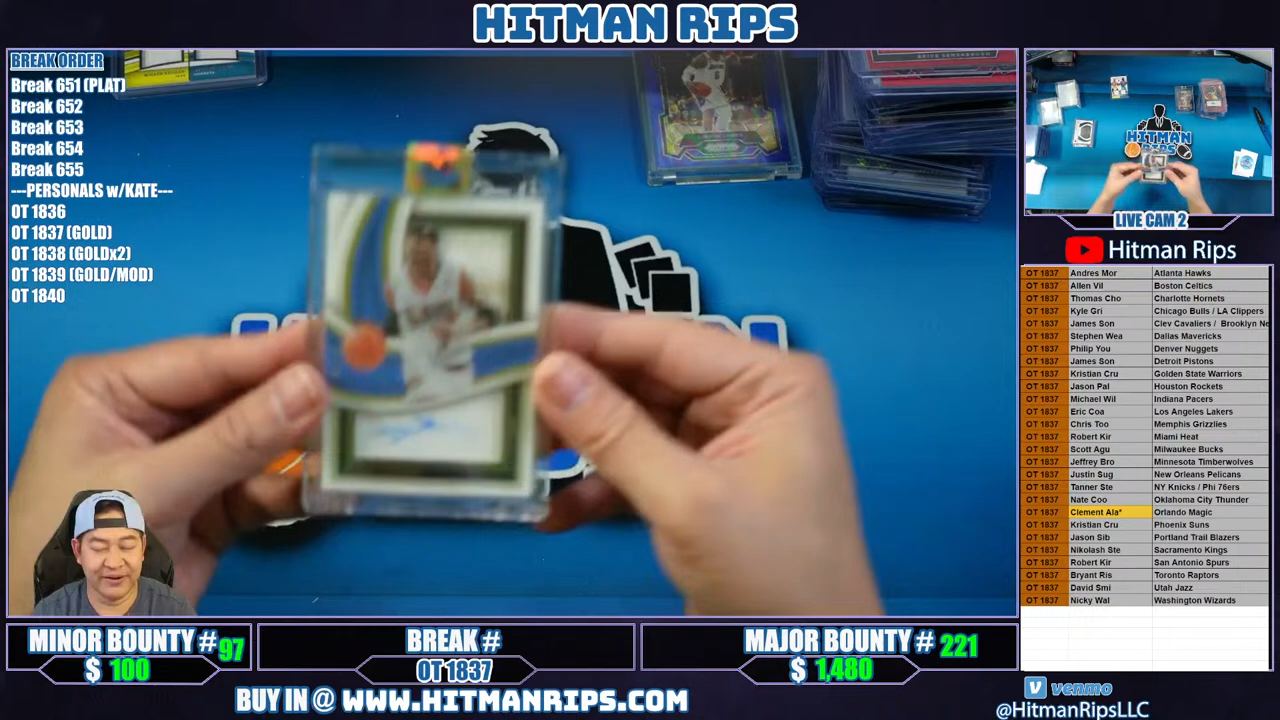 HITMAN RIPS
BREAK ORDER
Break 651 (PLAT)
Break 652
Break 653
Break 654
Break 655
---PERSONALS w/KATE---
OT 1836
OT 1837 (GOLD)
OT 1838 (GOLDx2)
OT 1839 (GOLD/MOD)
OT 1840
HITMAN
LIVE CAM 2
Hitman Rips
OT 1837 Andres Mor Atlanta Hawks
OT 1837 Allen Vil Boston Celtics
OT 1837 Thomas Cho Charlotte Hornets
OT 1837 Kyle Gri Chicago Bulls / LA Clippers
OT 1837 James Son Clev Cavaliers / Brooklyn Ne
OT 1837 Stephen Wea Dallas Mavericks
OT 1837 Philip You Denver Nuggets
OT 1837 James Son Detroit Pistons
OT 1837 Kristian Cru Golden State Warriors
OT 1837 Jason Pal Houston Rockets
OT 1837 Michael Wil Indiana Pacers
OT 1837 Eric Coa Los Angeles Lakers
OT 1837 Chris Too Memphis Grizzlies
OT 1837 Robert Kir Miami Heat
OT 1837 Scott Agu Milwaukee Bucks
OT 1837 Jeffrey Bro Minnesota Timberwolves
OT 1837 Justin Sug New Orleans Pelicans
OT 1837 Tanner Ste NY Knicks / Phi 76ers
OT 1837 Nate Coo Oklahoma City Thunder
OT 1837 Clement Ala* Orlando Magic
OT 1837 Kristian Cru Phoenix Suns
OT 1837 Jason Sib Portland Trail Blazers
OT 1837 Nikolash Ste Sacramento Kings
OT 1837 Robert Kir San Antonio Spurs
OT 1837 Bryant Ris Toronto Raptors
OT 1837 David Smi Utah Jazz
OT 1837 Nicky Wal Washington Wizards
MINOR BOUNTY # 97
$ 100
BREAK #
OT 1837
MAJOR BOUNTY # 221
$ 1,480
BUY IN @ WWW.HITMANRIPS.COM
venmo
@HitmanRipsLLC